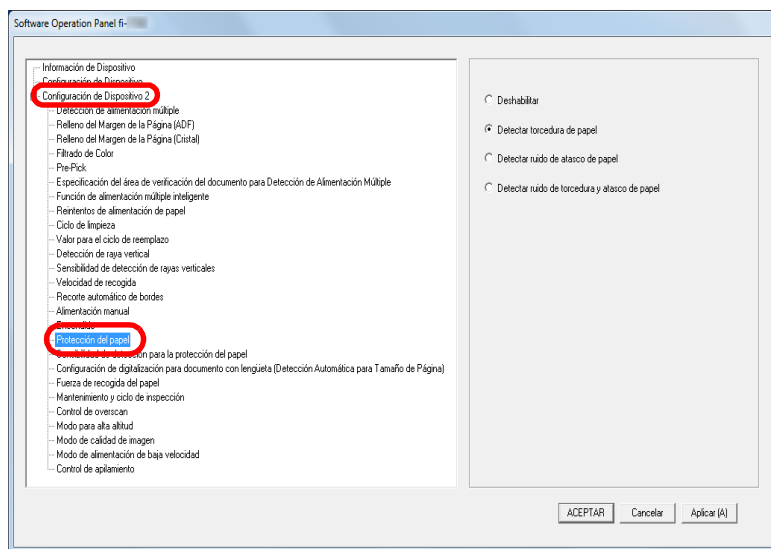 Software Operation Panel fi-
Información de Dispositivo
Configuración de Dispositivo
Configuración de Dispositivo 2
Detección de alimentación múltiple
Relleno del Margen de la Página (ADF)
Relleno del Margen de la Página (Cristal)
Filtrado de Color
Pre-Pick
Especificación del área de verificación del documento para Detección de Alimentación Múltiple
Función de alimentación múltiple inteligente
Reintentos de alimentación de papel
Ciclo de limpieza
Valor para el ciclo de reemplazo
Detección de raya vertical
Sensibilidad de detección de rayas verticales
Velocidad de recogida
Recorte automático de bordes
Alimentación manual
Encendido
Protección del papel
Sensibilidad de detección para la protección del papel
Configuración de digitalización para documento con lengüeta (Detección Automática para Tamaño de Página)
Fuerza de recogida del papel
Mantenimiento y ciclo de inspección
Control de overscan
Modo para alta altitud
Modo de calidad de imagen
Modo de alimentación de baja velocidad
Control de apilamiento
Deshabilitar
Detectar torcedura de papel
Detectar ruido de atasco de papel
Detectar ruido de torcedura y atasco de papel
ACEPTAR
Cancelar
Aplicar (A)